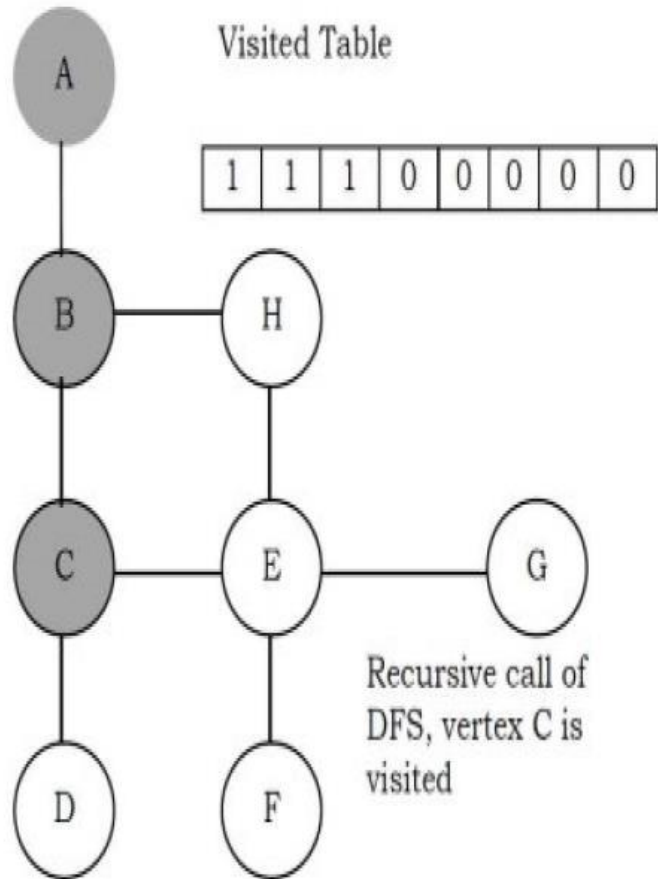 A
Visited Table
1 1 1 0 0 0 0 0
B H
C E G
Recursive call of
DFS, vertex C is
visited
D F